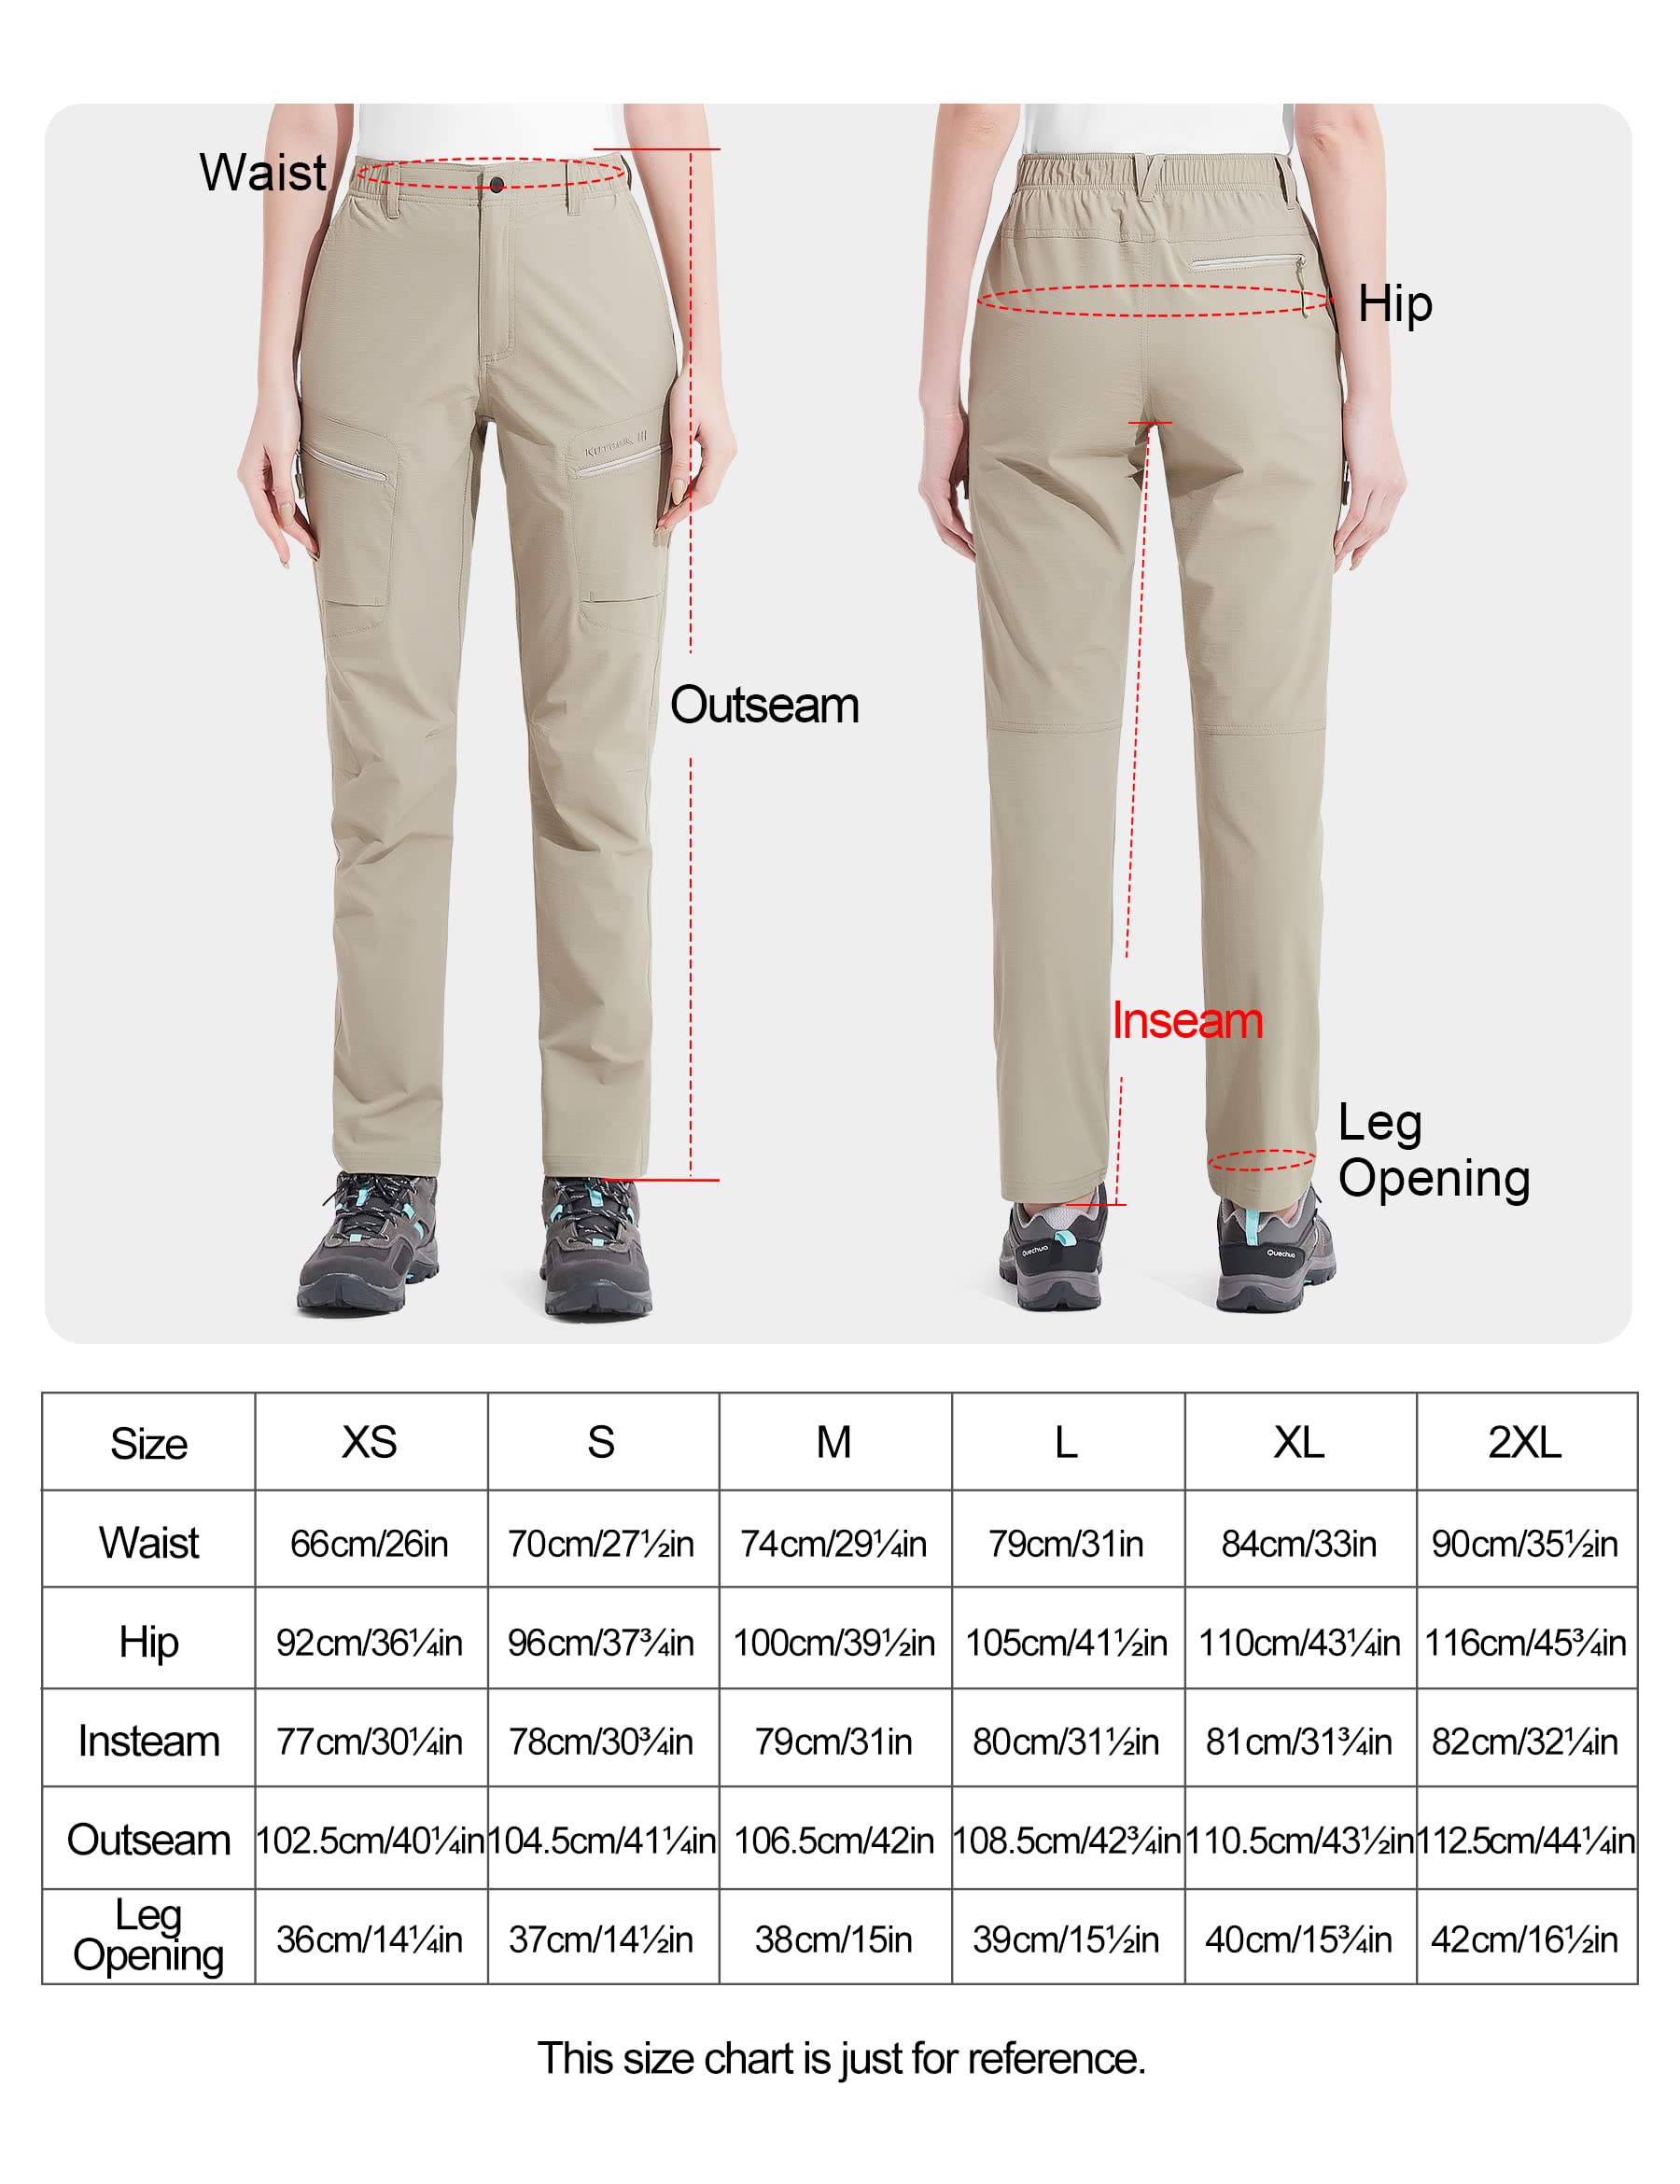 Waist
Hip
Outseam
Inseam
Leg
Opening
Quechua Quechua
Size XS S M L XL 2XL
Waist 66cm/26in 70cm/27½in 74cm/29¼in 79cm/31in 84cm/33in 90cm/35½in
Hip 92cm/36¼in 96cm/37¾in 100cm/39½in 105cm/41½in 110cm/43¼in 116cm/45¾in
Insteam 77cm/30¼in 78cm/30¾in 79cm/31in 80cm/31½in 81cm/31¾in 82cm/32¼in
Outseam 102.5cm/40¼in 104.5cm/41¼in 106.5cm/42in 108.5cm/42¾in 110.5cm/43½in 112.5cm/44¼in
Leg
Opening 36cm/14¼in 37cm/14½in 38cm/15in 39cm/15½in 40cm/15¾in 42cm/16½in
This size chart is just for reference.